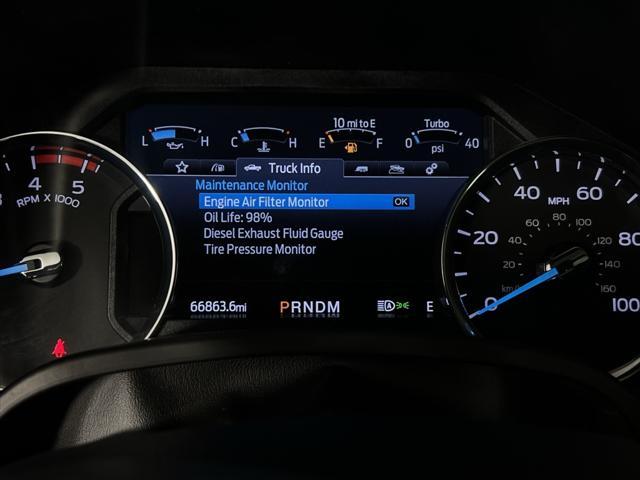 10 mi to E Turbo
L H C H E F 0 40
psi
Truck Info
Maintenance Monitor
Engine Air Filter Monitor OK
Oil Life: 98%
Diesel Exhaust Fluid Gauge
Tire Pressure Monitor
66863.6mi PRNDM E
3 4 5
RPM X 1000
0 20 40 60 80 100
MPH
20 40 60 80 100 120 140 160
km/h